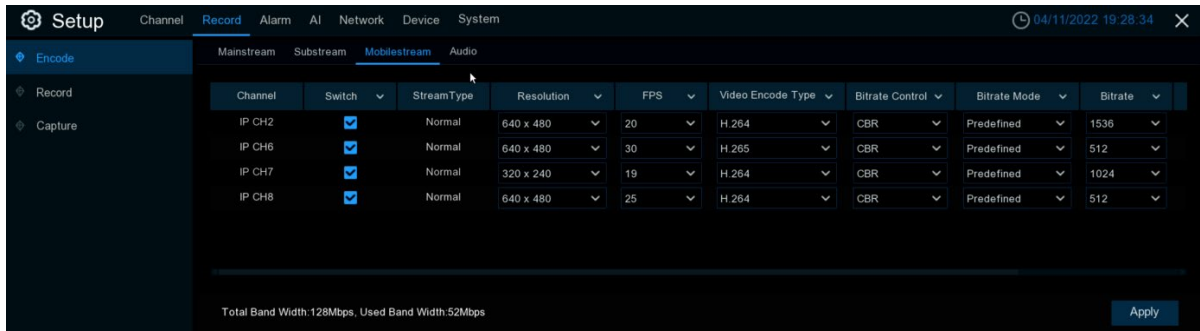 Setup Channel Record Alarm AI Network Device System 04/11/2022 19:28:34
Encode Mainstream Substream Mobilestream Audio
Record Channel Switch StreamType Resolution FPS Video Encode Type Bitrate Control Bitrate Mode Bitrate
Capture IP CH2 Normal 640 x 480 20 H.264 CBR Predefined 1536
IP CH6 Normal 640 x 480 30 H.265 CBR Predefined 512
IP CH7 Normal 320 x 240 19 H.264 CBR Predefined 1024
IP CH8 Normal 640 x 480 25 H.264 CBR Predefined 512
Total Band Width:128Mbps, Used Band Width:52Mbps Apply